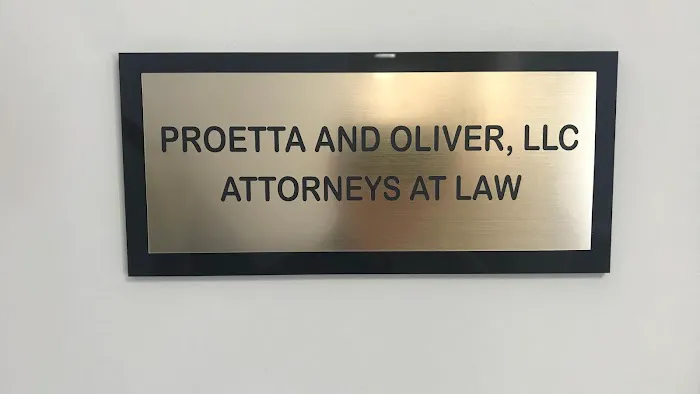 PROETTA AND OLIVER, LLC
ATTORNEYS AT LAW